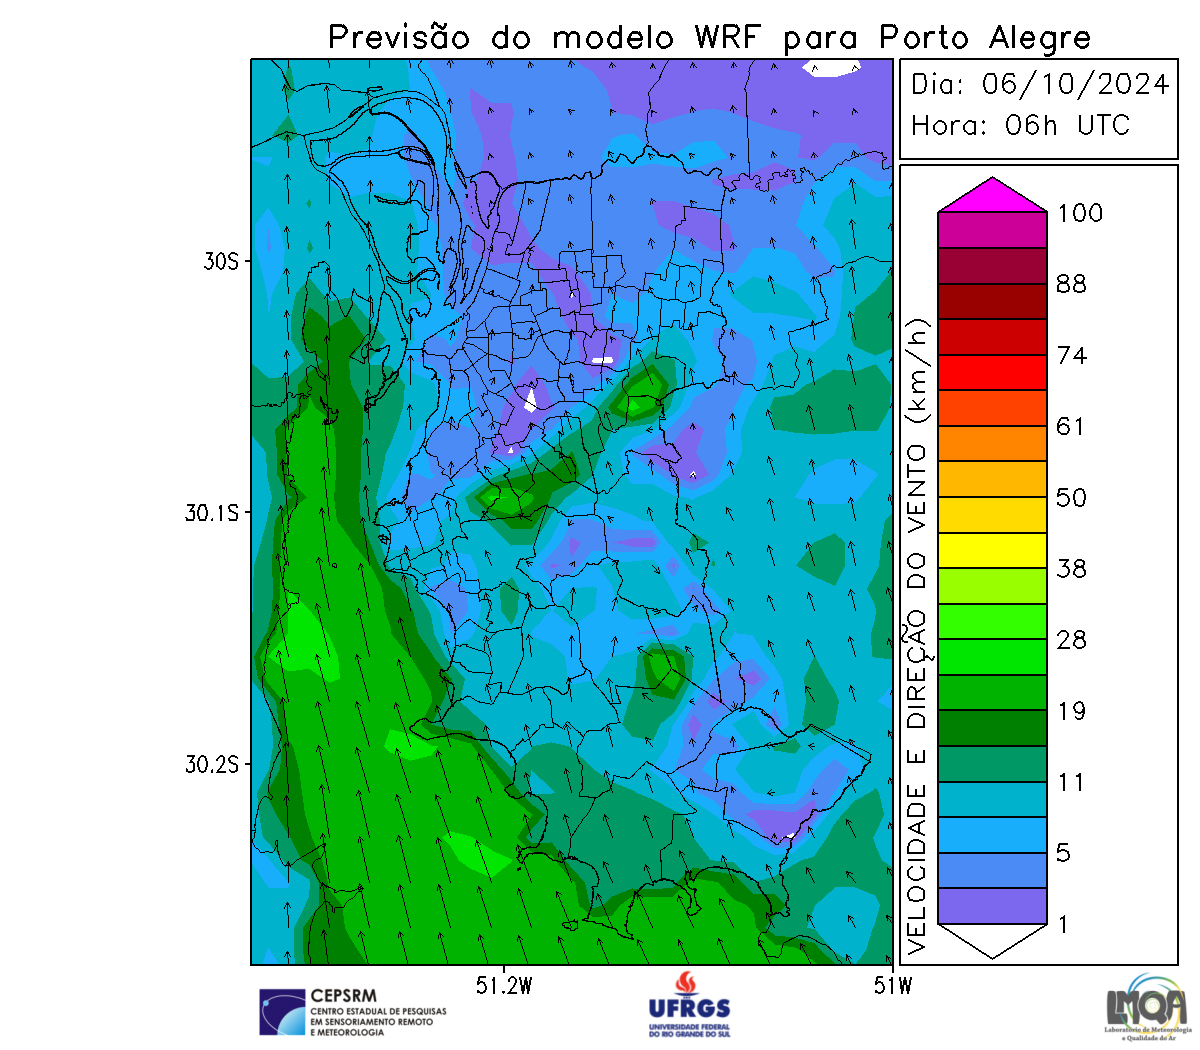 Previsão do modelo WRF para Porto Alegre
Dia: 06/10/2024
Hora: 06h UTC
100
88
74
61
50
38
28
19
11
5
1
VELOCIDADE E DIREÇÃO DO VENTO (km/h)
30S
30.1S
30.2S
51.2W
51W
CEPSRM
CENTRO ESTADUAL DE PESQUISAS
EM SENSORIAMENTO REMOTO
E METEOROLOGIA
UFRGS
UNIVERSIDADE FEDERAL
DO RIO GRANDE DO SUL
LMQA
Laboratório de Meteorologia
e Qualidade do Ar